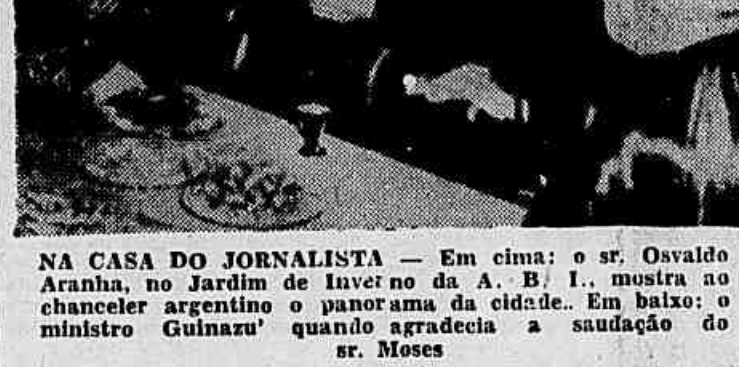 NA CASA DO JORNALISTA — Em cima: o sr. Osvaldo
Aranha, no Jardim de Inverno da A. B. I., mostra ao
chanceler argentino o panorama da cidade.. Em baixo: o
ministro Guinazu' quando agradecia a saudação do
sr. Moses